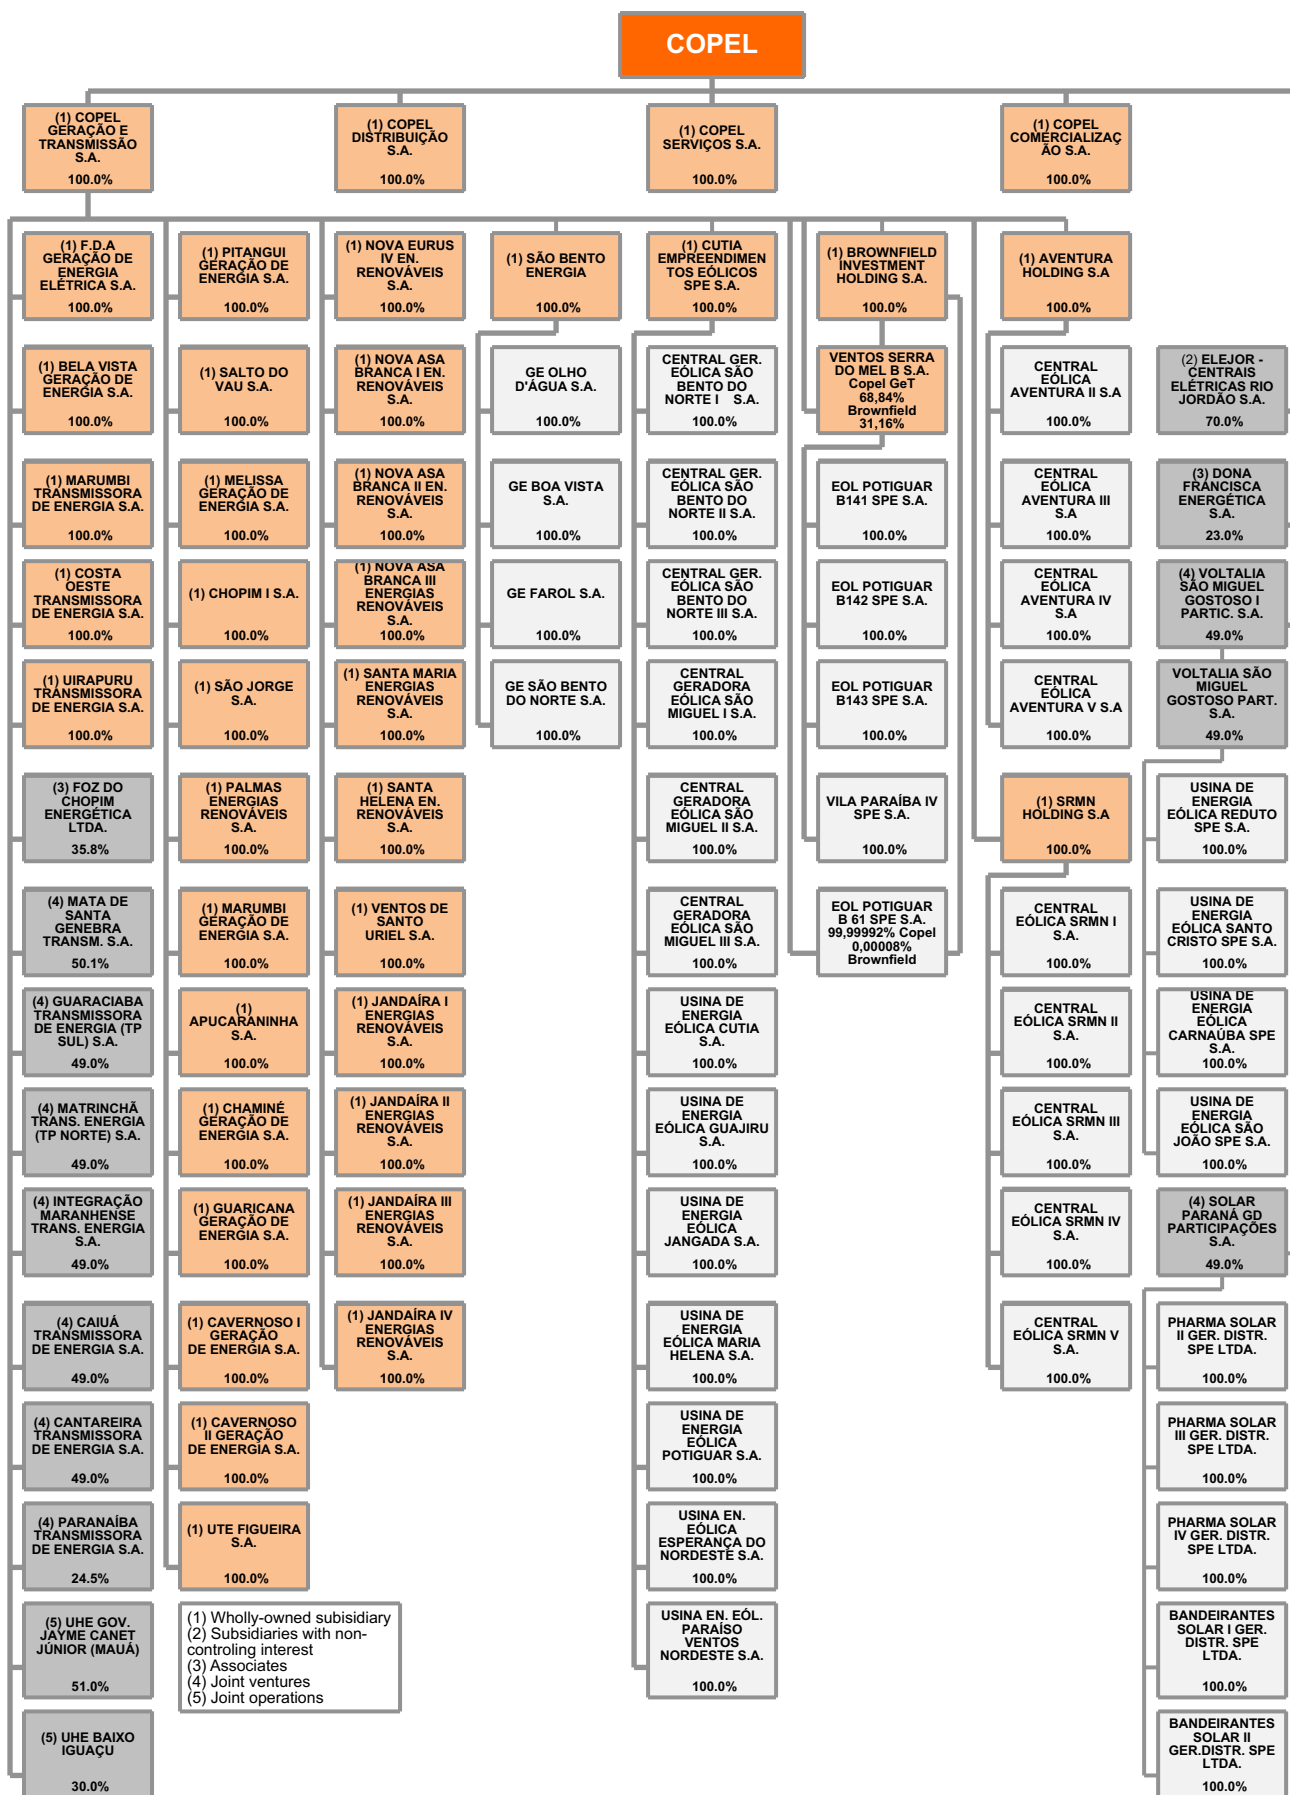 COPEL
(1) COPEL
GERAÇÃO E
TRANSMISSÃO
S.A.
100.0%
(1) COPEL
DISTRIBUIÇÃO
S.A.
100.0%
(1) COPEL
SERVIÇOS S.A.
100.0%
(1) COPEL
COMERCIALIZAÇ
ÃO S.A.
100.0%
(1) F.D.A
GERAÇÃO DE
ENERGIA
ELÉTRICA S.A.
100.0%
(1) PITANGUI
GERAÇÃO DE
ENERGIA S.A.
100.0%
(1) NOVA EURUS
IV EN.
RENOVÁVEIS
S.A.
100.0%
(1) SÃO BENTO
ENERGIA
100.0%
(1) CUTIA
EMPREENDIMEN
TOS EÓLICOS
SPE S.A.
100.0%
(1) BROWNFIELD
INVESTMENT
HOLDING S.A.
100.0%
(1) AVENTURA
HOLDING S.A
100.0%
(1) BELA VISTA
GERAÇÃO DE
ENERGIA S.A.
100.0%
(1) SALTO DO
VAU S.A.
100.0%
(1) NOVA ASA
BRANCA I EN.
RENOVÁVEIS
S.A.
100.0%
GE OLHO
D'ÁGUA S.A.
100.0%
CENTRAL GER.
EÓLICA SÃO
BENTO DO
NORTE I S.A.
100.0%
VENTOS SERRA
DO MEL B S.A.
Copel GeT
68,84%
Brownfield
31,16%
CENTRAL
EÓLICA
AVENTURA II S.A
100.0%
(2) ELEJOR -
CENTRAIS
ELÉTRICAS RIO
JORDÃO S.A.
70.0%
(1) MARUMBI
TRANSMISSORA
DE ENERGIA S.A.
100.0%
(1) MELISSA
GERAÇÃO DE
ENERGIA S.A.
100.0%
(1) NOVA ASA
BRANCA II EN.
RENOVÁVEIS
S.A.
100.0%
GE BOA VISTA
S.A.
100.0%
CENTRAL GER.
EÓLICA SÃO
BENTO DO
NORTE II S.A.
100.0%
EOL POTIGUAR
B141 SPE S.A.
100.0%
CENTRAL
EÓLICA
AVENTURA III
S.A
100.0%
(3) DONA
FRANCISCA
ENERGÉTICA
S.A.
23.0%
(1) COSTA
OESTE
TRANSMISSORA
DE ENERGIA S.A.
100.0%
(1) CHOPIM I S.A.
100.0%
(1) NOVA ASA
BRANCA III
ENERGIAS
RENOVÁVEIS
S.A.
100.0%
GE FAROL S.A.
100.0%
CENTRAL GER.
EÓLICA SÃO
BENTO DO
NORTE III S.A.
100.0%
EOL POTIGUAR
B142 SPE S.A.
100.0%
CENTRAL
EÓLICA
AVENTURA IV
S.A
100.0%
(4) VOLTALIA
SÃO MIGUEL
GOSTOSO I
PARTIC. S.A.
49.0%
(1) UIRAPURU
TRANSMISSORA
DE ENERGIA S.A.
100.0%
(1) SÃO JORGE
S.A.
100.0%
(1) SANTA MARIA
ENERGIAS
RENOVÁVEIS
S.A.
100.0%
GE SÃO BENTO
DO NORTE S.A.
100.0%
CENTRAL
GERADORA
EÓLICA SÃO
MIGUEL I S.A.
100.0%
EOL POTIGUAR
B143 SPE S.A.
100.0%
CENTRAL
EÓLICA
AVENTURA V S.A
100.0%
VOLTALIA SÃO
MIGUEL
GOSTOSO PART.
S.A.
49.0%
(3) FOZ DO
CHOPIM
ENERGÉTICA
LTDA.
35.8%
(1) PALMAS
ENERGIAS
RENOVÁVEIS
S.A.
100.0%
(1) SANTA
HELENA EN.
RENOVÁVEIS
S.A.
100.0%
CENTRAL
GERADORA
EÓLICA SÃO
MIGUEL II S.A.
100.0%
VILA PARAÍBA IV
SPE S.A.
100.0%
(1) SRMN
HOLDING S.A
100.0%
USINA DE
ENERGIA
EÓLICA REDUTO
SPE S.A.
100.0%
(4) MATA DE
SANTA
GENEBRA
TRANSM. S.A.
50.1%
(1) MARUMBI
GERAÇÃO DE
ENERGIA S.A.
100.0%
(1) VENTOS DE
SANTO
URIEL S.A.
100.0%
CENTRAL
GERADORA
EÓLICA SÃO
MIGUEL III S.A.
100.0%
EOL POTIGUAR
B 61 SPE S.A.
99,99992% Copel
0,00008%
Brownfield
CENTRAL
EÓLICA SRMN I
S.A.
100.0%
USINA DE
ENERGIA
EÓLICA SANTO
CRISTO SPE S.A.
100.0%
(4) GUARACIABA
TRANSMISSORA
DE ENERGIA (TP
SUL) S.A.
49.0%
(1)
APUCARANINHA
S.A.
100.0%
(1) JANDAÍRA I
ENERGIAS
RENOVÁVEIS
S.A.
100.0%
USINA DE
ENERGIA
EÓLICA CUTIA
S.A.
100.0%
CENTRAL
EÓLICA SRMN II
S.A.
100.0%
USINA DE
ENERGIA
EÓLICA
CARNAÚBA SPE
S.A.
100.0%
(4) MATRINCHÃ
TRANS. ENERGIA
(TP NORTE) S.A.
49.0%
(1) CHAMINÉ
GERAÇÃO DE
ENERGIA S.A.
100.0%
(1) JANDAÍRA II
ENERGIAS
RENOVÁVEIS
S.A.
100.0%
USINA DE
ENERGIA
EÓLICA GUAJIRU
S.A.
100.0%
CENTRAL
EÓLICA SRMN III
S.A.
100.0%
USINA DE
ENERGIA
EÓLICA SÃO
JOÃO SPE S.A.
100.0%
(4) INTEGRAÇÃO
MARANHENSE
TRANS. ENERGIA
S.A.
49.0%
(1) GUARICANA
GERAÇÃO DE
ENERGIA S.A.
100.0%
(1) JANDAÍRA III
ENERGIAS
RENOVÁVEIS
S.A.
100.0%
USINA DE
ENERGIA
EÓLICA
JANGADA S.A.
100.0%
CENTRAL
EÓLICA SRMN IV
S.A.
100.0%
(4) SOLAR
PARANÁ GD
PARTICIPAÇÕES
S.A.
49.0%
(4) CAIUÁ
TRANSMISSORA
DE ENERGIA S.A.
49.0%
(1) CAVERNOSO I
GERAÇÃO
DE ENERGIA S.A.
100.0%
(1) JANDAÍRA IV
ENERGIAS
RENOVÁVEIS
S.A.
100.0%
USINA DE
ENERGIA
EÓLICA MARIA
HELENA S.A.
100.0%
CENTRAL
EÓLICA SRMN V
S.A.
100.0%
PHARMA SOLAR
II GER. DISTR.
SPE LTDA.
100.0%
(4) CANTAREIRA
TRANSMISSORA
DE ENERGIA S.A.
49.0%
(1) CAVERNOSO
II GERAÇÃO
DE ENERGIA S.A.
100.0%
USINA DE
ENERGIA
EÓLICA
POTIGUAR S.A.
100.0%
PHARMA SOLAR
III GER. DISTR.
SPE LTDA.
100.0%
(4) PARANAÍBA
TRANSMISSORA
DE ENERGIA S.A.
24.5%
(1) UTE FIGUEIRA
S.A.
100.0%
USINA EN.
EÓLICA
ESPERANÇA DO
NORDESTE S.A.
100.0%
PHARMA SOLAR
IV GER. DISTR.
SPE LTDA.
100.0%
(5) UHE GOV.
JAYME CANET
JÚNIOR (MAUÁ)
51.0%
(1) Wholly-owned subisidiary
(2) Subsidiaries with non-
controling interest
(3) Associates
(4) Joint ventures
(5) Joint operations
USINA EN. EÓL.
PARAÍSO
VENTOS
NORDESTE S.A.
100.0%
BANDEIRANTES
SOLAR I GER.
DISTR. SPE
LTDA.
100.0%
(5) UHE BAIXO
IGUAÇU
30.0%
BANDEIRANTES
SOLAR II
GER.DISTR. SPE
LTDA.
100.0%